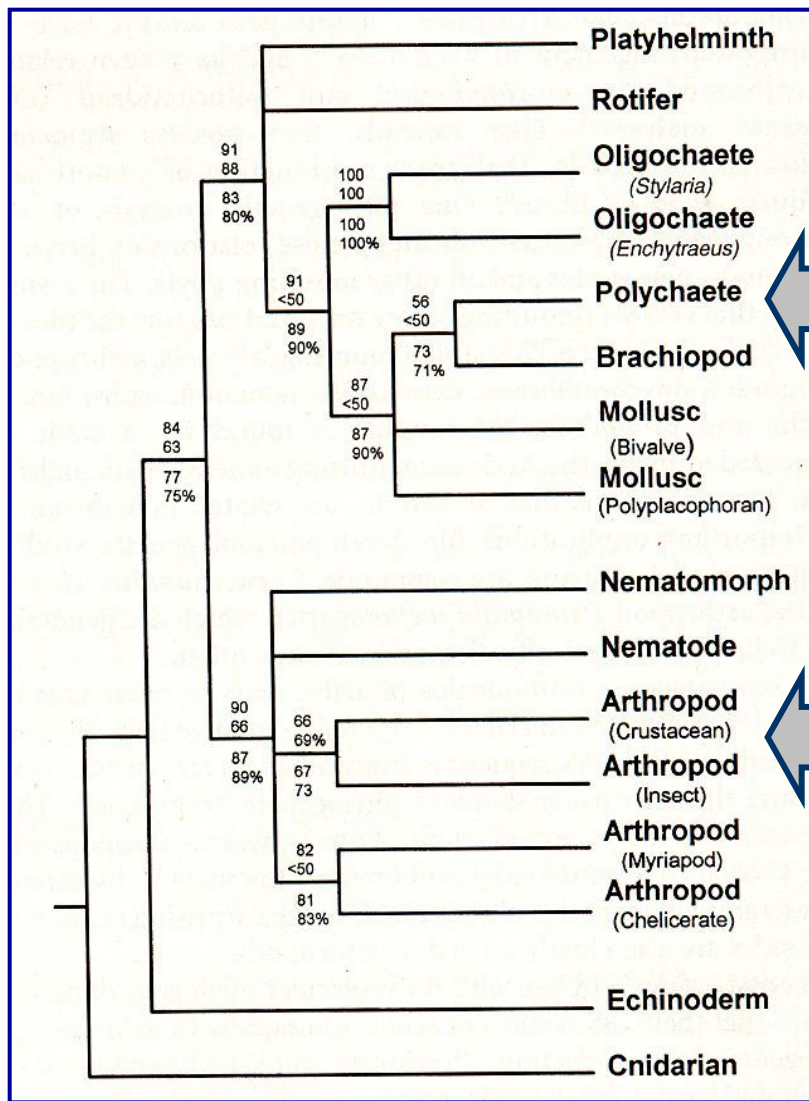 Platyhelminth
Rotifer
91
88
83
80%
100
100
100
100%
Oligochaete
(Stylaria)
Oligochaete
(Enchytraeus)
91
<50
89
90%
56
<50
73
71%
Polychaete
Brachiopod
87
<50
87
90%
Mollusc
(Bivalve)
Mollusc
(Polyplacophoran)
84
63
77
75%
Nematomorph
Nematode
90
66
87
89%
66
69%
67
73
Arthropod
(Crustacean)
Arthropod
(Insect)
82
<50
81
83%
Arthropod
(Myriapod)
Arthropod
(Chelicerate)
Echinoderm
Cnidarian